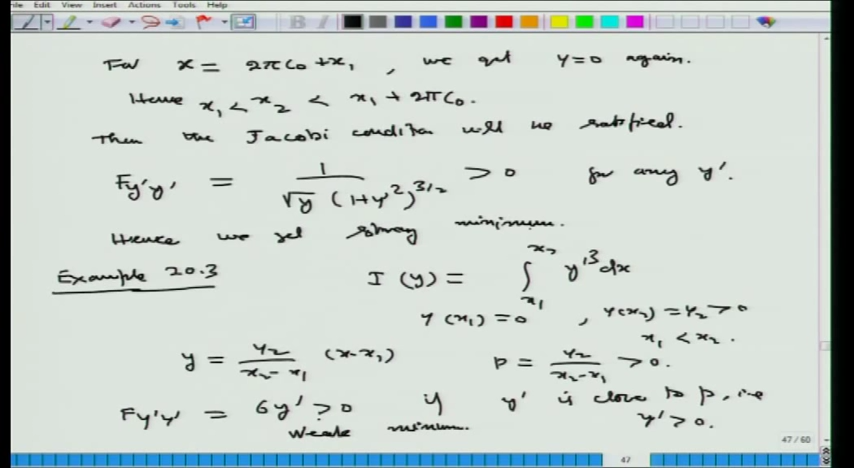 File Edit View Insert Actions Tools Help
For x = 2πC₀ + x₁ , we get y=0 again.
Hence x₁ < x₂ < x₁ + 2πC₀.
Then the Jacobi condition will be satisfied.
Fy'y' = 1 / √y (1+y'²)^{3/2} > 0 for any y'.
Hence we get strong minimum.
Example 20.3 I (y) = ∫_{x₁}^{x₂} y'³ dx
y(x₁) = 0 , y(x₂) = y₂ > 0
x₁ < x₂ .
y = y₂ / (x₂ - x₁) (x-x₁) p = y₂ / (x₂-x₁) > 0.
Fy'y' = 6y' > 0 if y' is close to p, i.e
? y' > 0.
Weak minimum.
47 / 60
47